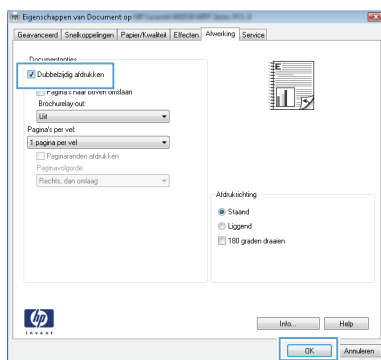 Eigenschappen van Document op
Geavanceerd Snelkoppelingen Papier/Kwaliteit Effecten Afwerking Service
Documentopties
Dubbelzijdig afdrukken
Pagina's naar boven omslaan
Brochurelay-out:
Uit
Pagina's per vel:
1 pagina per vel
Paginaranden afdrukken
Paginavolgorde:
Rechts, dan omlaag
E
Afdrukrichting
Staand
Liggend
180 graden draaien
hp
invent
Info... Help
OK Annuleren